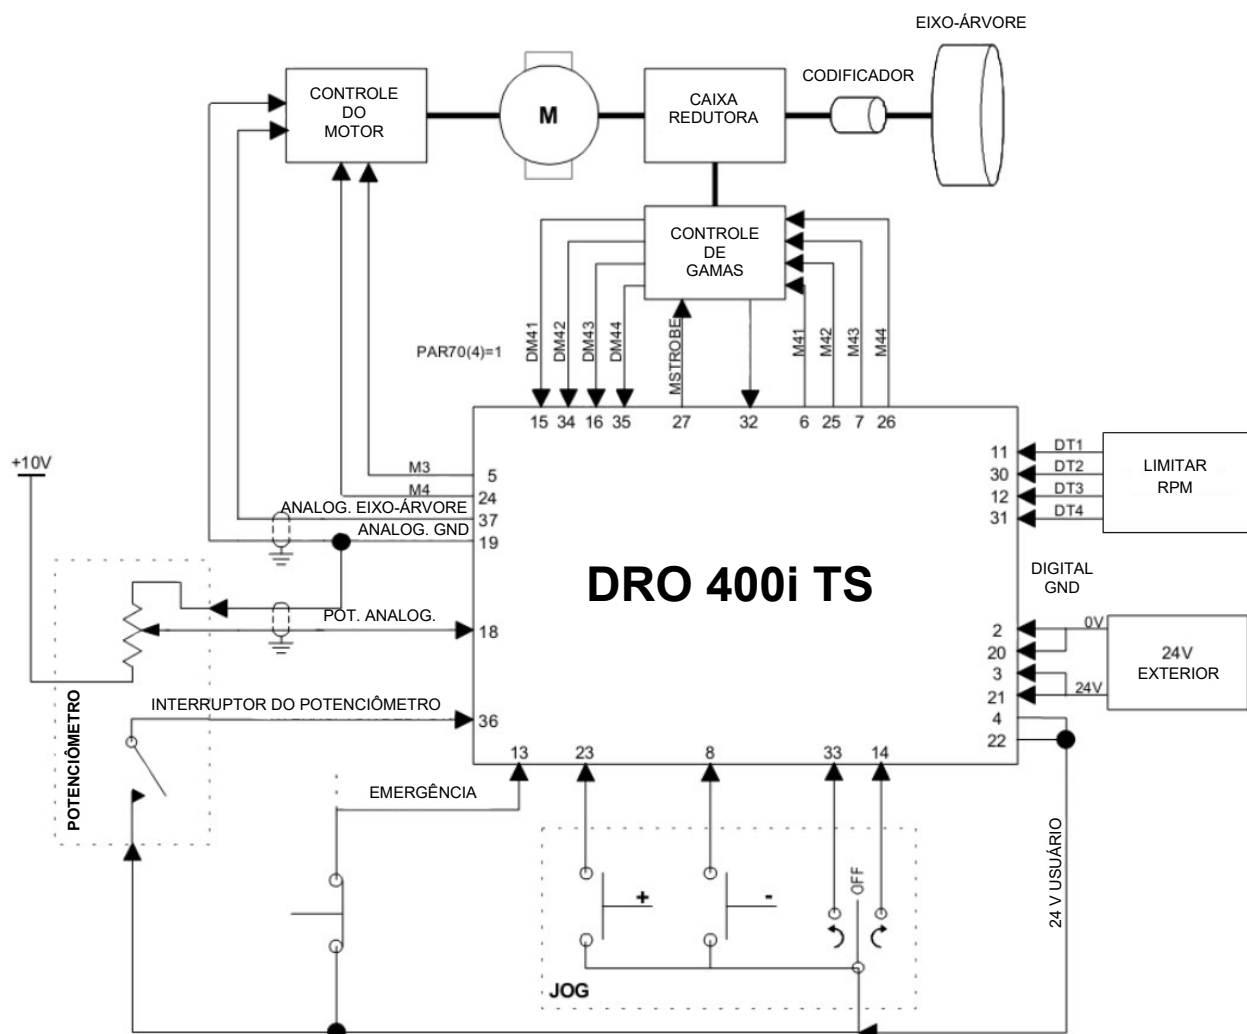 EIXO-ÁRVORE
CODIFICADOR
CONTROLE
DO
MOTOR
M
CAIXA
REDUTORA
CONTROLE
DE
GAMAS
PAR70(4)=1
DM41
DM42
DM43
DM44
MSTROBE
M41
M42
M43
M44
15 34 16 35 27 32 6 25 7 26
+10V
M3
5
M4
24
ANALOG. EIXO-ÁRVORE
37
ANALOG. GND
19
POT. ANALOG.
18
INTERRUPTOR DO POTENCIÔMETRO
36
POTENCIÔMETRO
DRO 400i TS
11 DT1
30 DT2
12 DT3
31 DT4
LIMITAR
RPM
DIGITAL
GND
2 0V
20
3
21 24V
4
22
24V
EXTERIOR
13 23 8 33 14
EMERGÊNCIA
+
-
OFF
JOG
24 V USUÁRIO